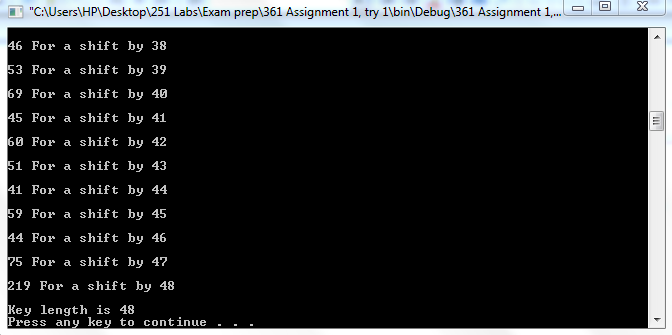 "C:\Users\HP\Desktop\251 Labs\Exam prep\361 Assignment 1, try 1\bin\Debug\361 Assignment 1,...
46 For a shift by 38
53 For a shift by 39
69 For a shift by 40
45 For a shift by 41
60 For a shift by 42
51 For a shift by 43
41 For a shift by 44
59 For a shift by 45
44 For a shift by 46
75 For a shift by 47
219 For a shift by 48
Key length is 48
Press any key to continue . . .